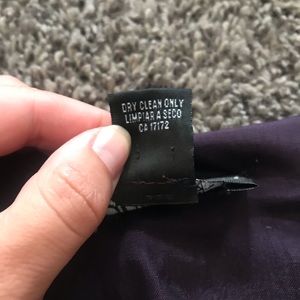 DRY CLEAN ONLY
LIMPIAR A SECO
CA 17172